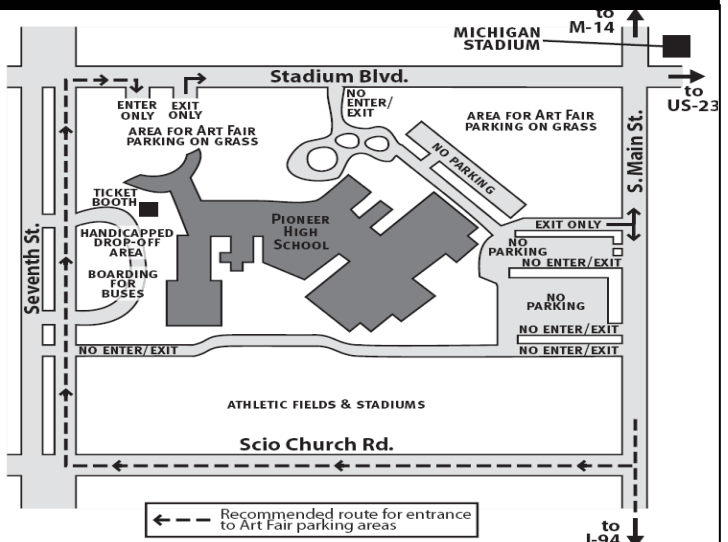 to
M-14
MICHIGAN
STADIUM
Stadium Blvd.
to
US-23
ENTER
ONLY
EXIT
ONLY
NO
ENTER/
EXIT
AREA FOR ART FAIR
PARKING ON GRASS
AREA FOR ART FAIR
PARKING ON GRASS
NO PARKING
S. Main St.
TICKET
BOOTH
PIONEER
HIGH
SCHOOL
EXIT ONLY
Seventh St.
HANDICAPPED
DROP-OFF
AREA
BOARDING
FOR
BUSES
NO
PARKING
NO ENTER/EXIT
NO
PARKING
NO ENTER/EXIT
NO ENTER/EXIT
NO ENTER/EXIT
ATHLETIC FIELDS & STADIUMS
Scio Church Rd.
Recommended route for entrance
to Art Fair parking areas
to
I-94